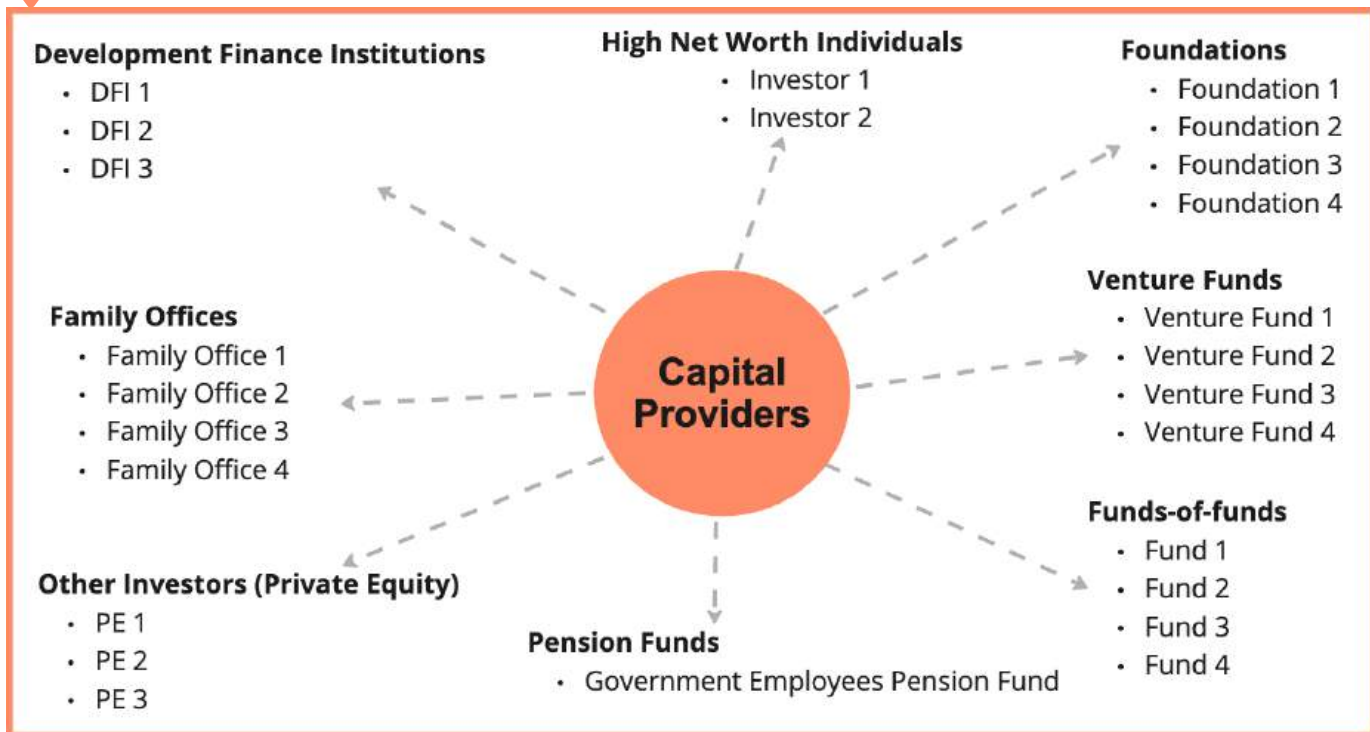 Development Finance Institutions
• DFI 1
• DFI 2
• DFI 3
High Net Worth Individuals
• Investor 1
• Investor 2
Foundations
• Foundation 1
• Foundation 2
• Foundation 3
• Foundation 4
Family Offices
• Family Office 1
• Family Office 2
• Family Office 3
• Family Office 4
Capital
Providers
Venture Funds
• Venture Fund 1
• Venture Fund 2
• Venture Fund 3
• Venture Fund 4
Other Investors (Private Equity)
• PE 1
• PE 2
• PE 3
Pension Funds
• Government Employees Pension Fund
Funds-of-funds
• Fund 1
• Fund 2
• Fund 3
• Fund 4